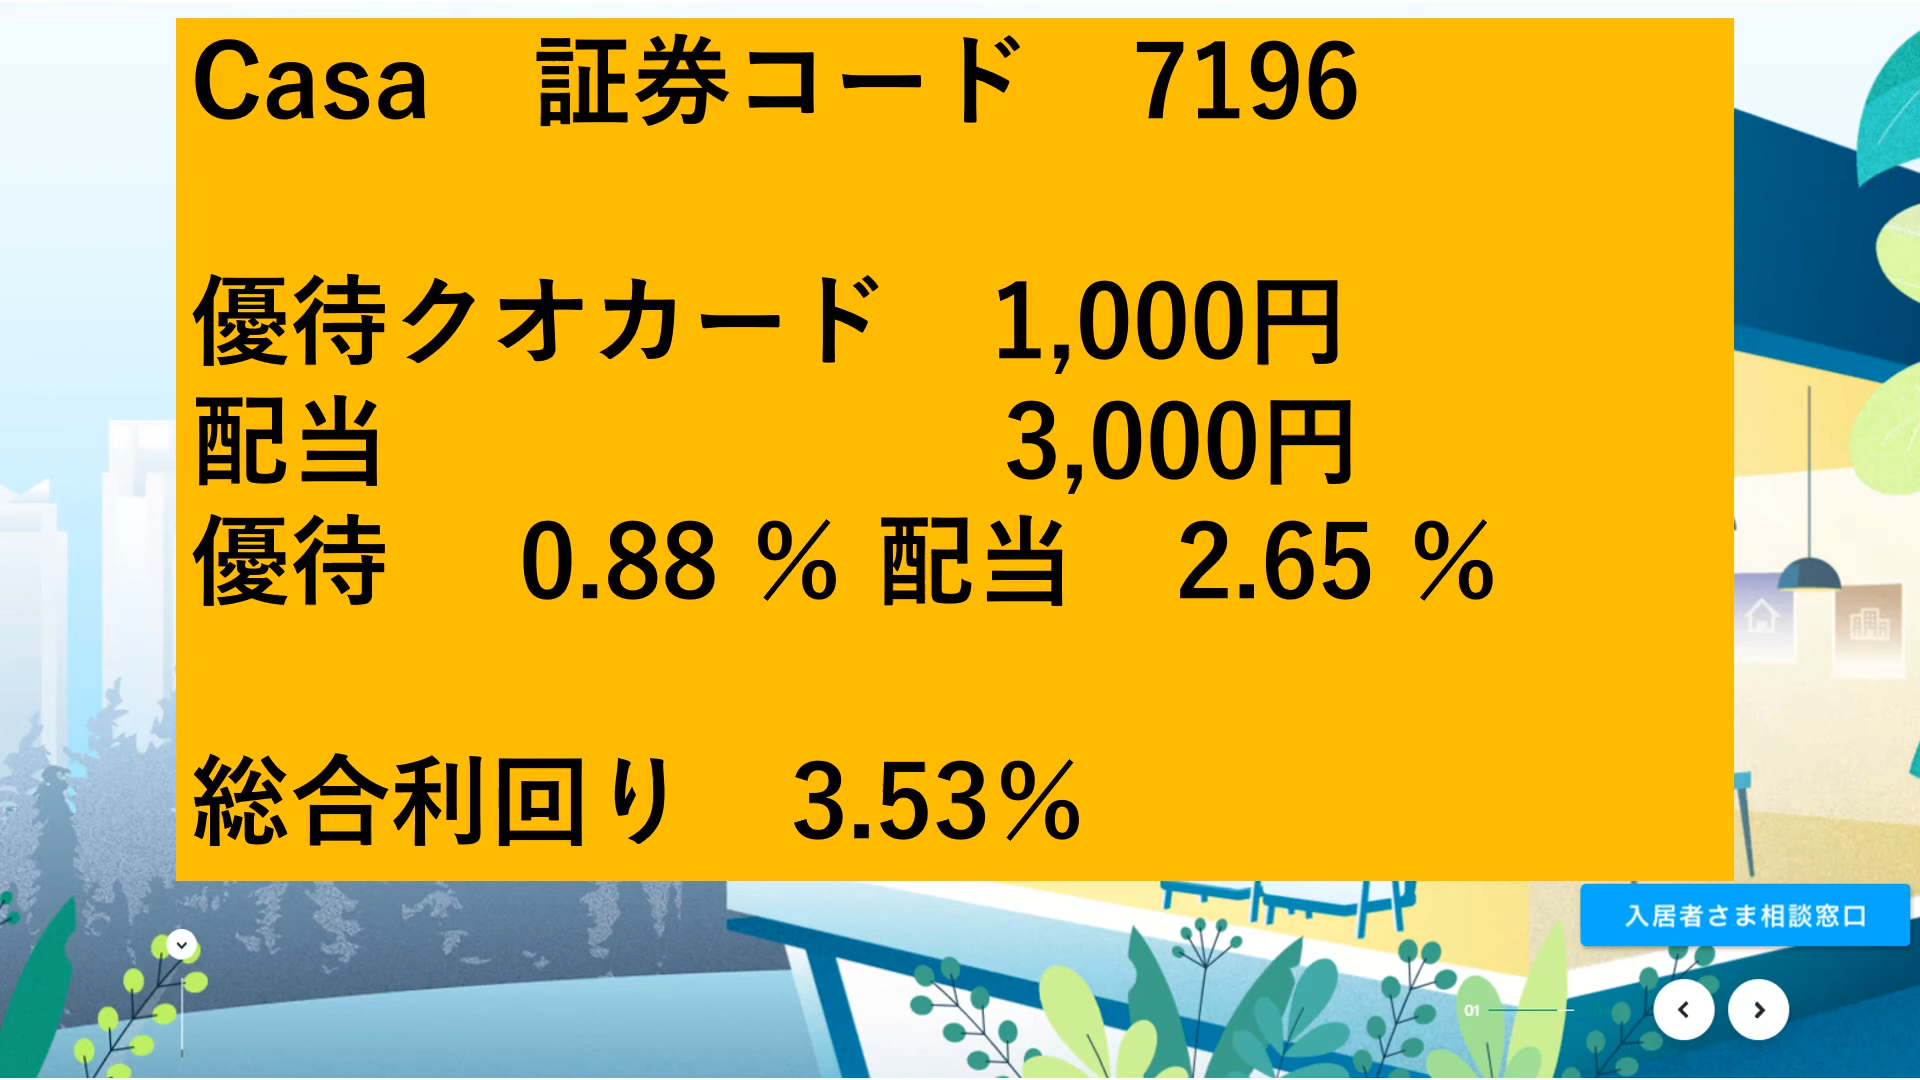 Casa　証券コード　7196
優待クオカード　1,000円
配当　3,000円
優待　0.88 % 配当　2.65 %
総合利回り　3.53%
入居者さま相談窓口
01